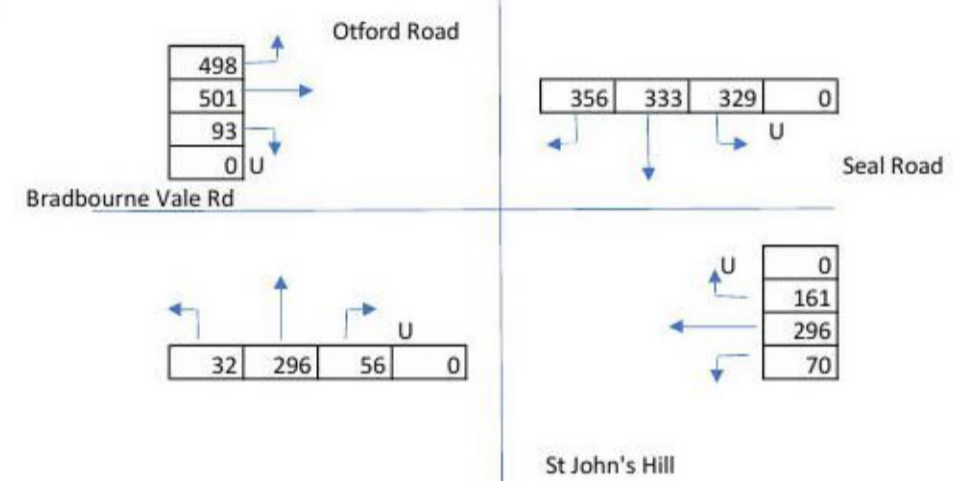 Otford Road
498
501
93
0 U
Bradbourne Vale Rd
356 333 329 0
U
Seal Road
U
32 296 56 0
U 0
161
296
70
St John's Hill